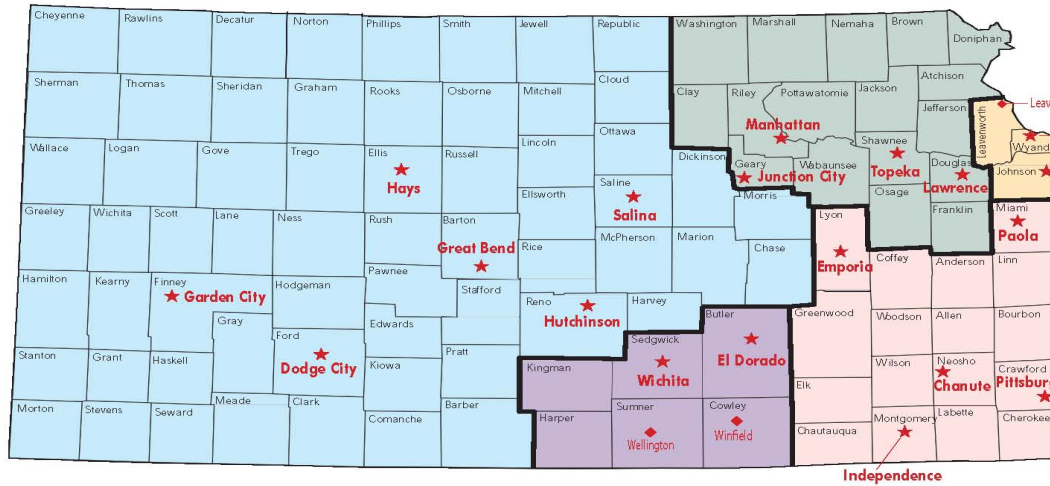 Cheyenne
Rawlins
Decatur
Norton
Phillips
Smith
Jewell
Republic
Washington
Marshall
Nemaha
Brown
Doniphan
Sherman
Thomas
Sheridan
Graham
Rooks
Osborne
Mitchell
Cloud
Clay
Riley
Pottawatomie
Jackson
Atchison
Jefferson
Leavenworth
Leav
Wyand
Manhattan
Ottawa
Lincoln
Wallace
Logan
Gove
Trego
Ellis
Hays
Russell
Dickinson
Geary
Junction City
Wabaunsee
Shawnee
Topeka
Douglas
Lawrence
Johnson
Ellsworth
Saline
Salina
Morris
Osage
Franklin
Miami
Paola
Greeley
Wichita
Scott
Lane
Ness
Rush
Barton
Great Bend
Rice
McPherson
Marion
Chase
Lyon
Emporia
Coffey
Anderson
Linn
Hamilton
Kearny
Finney
Garden City
Hodgeman
Pawnee
Stafford
Reno
Hutchinson
Harvey
Butler
El Dorado
Greenwood
Woodson
Allen
Bourbon
Gray
Ford
Dodge City
Edwards
Kiowa
Pratt
Kingman
Sedgwick
Wichita
Wilson
Neosho
Chanute
Crawford
Pittsburg
Stanton
Grant
Haskell
Elk
Morton
Stevens
Seward
Meade
Clark
Comanche
Barber
Harper
Sumner
Wellington
Cowley
Winfield
Chautauqua
Montgomery
Labette
Cherokee
Independence